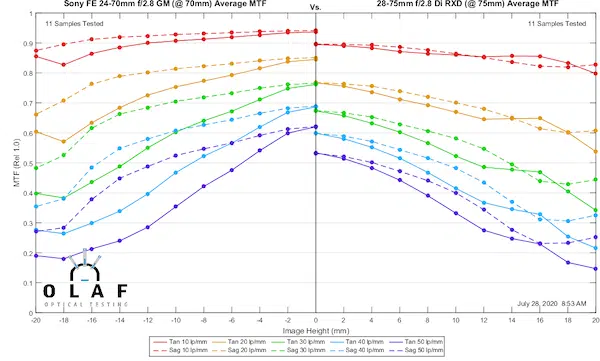 Sony FE 24-70mm f/2.8 GM (@ 70mm) Average MTF
Vs.
28-75mm f/2.8 Di RXD (@ 75mm) Average MTF
11 Samples Tested
11 Samples Tested
1
0.9
0.8
0.7
0.6
0.5
0.4
0.3
0.2
0.1
0
MTF (Rel 1.0)
OLAF
OPTICAL TESTING
July 28, 2020 8:53 AM
-20 -18 -16 -14 -12 -10 -8 -6 -4 -2 0 2 4 6 8 10 12 14 16 18 20
Image Height (mm)
Tan 10 lp/mm Tan 20 lp/mm Tan 30 lp/mm Tan 40 lp/mm Tan 50 lp/mm
Sag 10 lp/mm Sag 20 lp/mm Sag 30 lp/mm Sag 40 lp/mm Sag 50 lp/mm